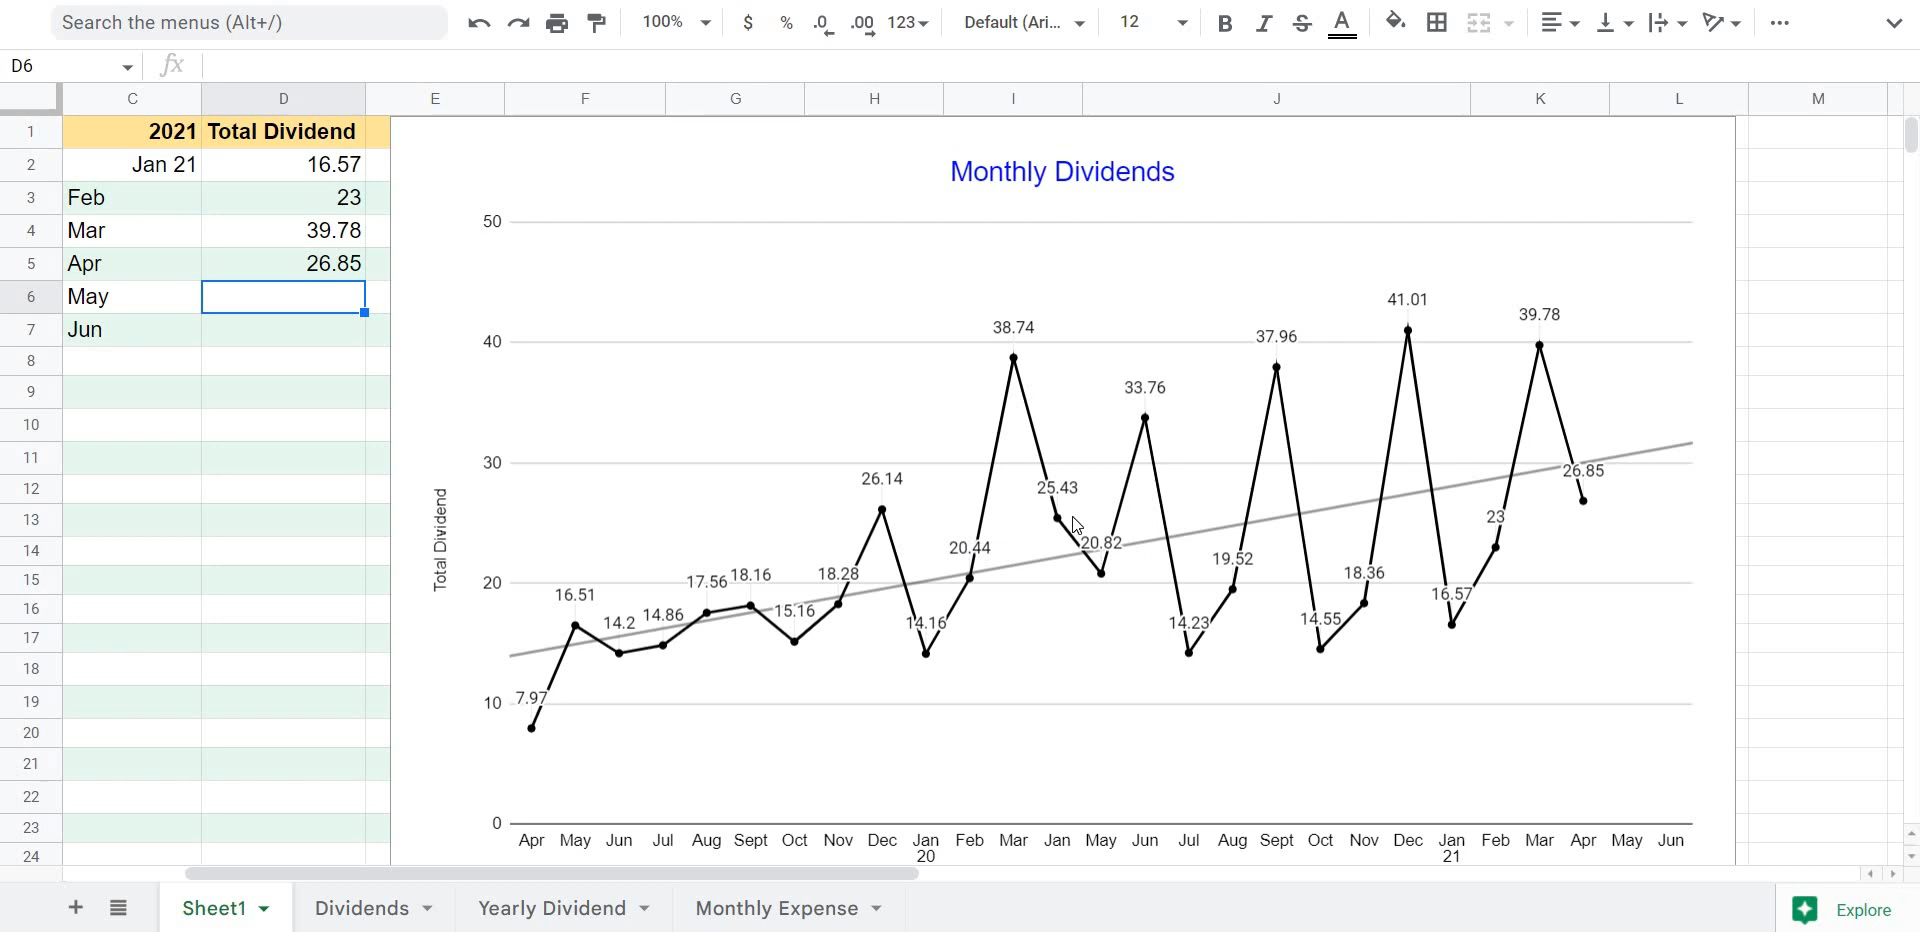 Search the menus (Alt+/)
100%
$
%
.0
.00
123
Default (Ari...
12
B
I
S
A
D6
fx
C D E F G H I J K L M
1 2021 Total Dividend
2 Jan 21 16.57
3 Feb 23
4 Mar 39.78
5 Apr 26.85
6 May
7 Jun
8
9
10
11
12
13
14
15
16
17
18
19
20
21
22
23
24
Monthly Dividends
Total Dividend
50
40
30
20
10
0
7.97
16.51
14.2
14.86
17.56
18.16
15.16
18.28
26.14
14.16
20.44
38.74
25.43
20.82
33.76
14.23
19.52
37.96
14.55
18.36
41.01
16.57
23
39.78
26.85
Apr May Jun Jul Aug Sept Oct Nov Dec Jan Feb Mar Jan May Jun Jul Aug Sept Oct Nov Dec Jan Feb Mar Apr May Jun
20 21
+ Sheet1 Dividends Yearly Dividend Monthly Expense Explore